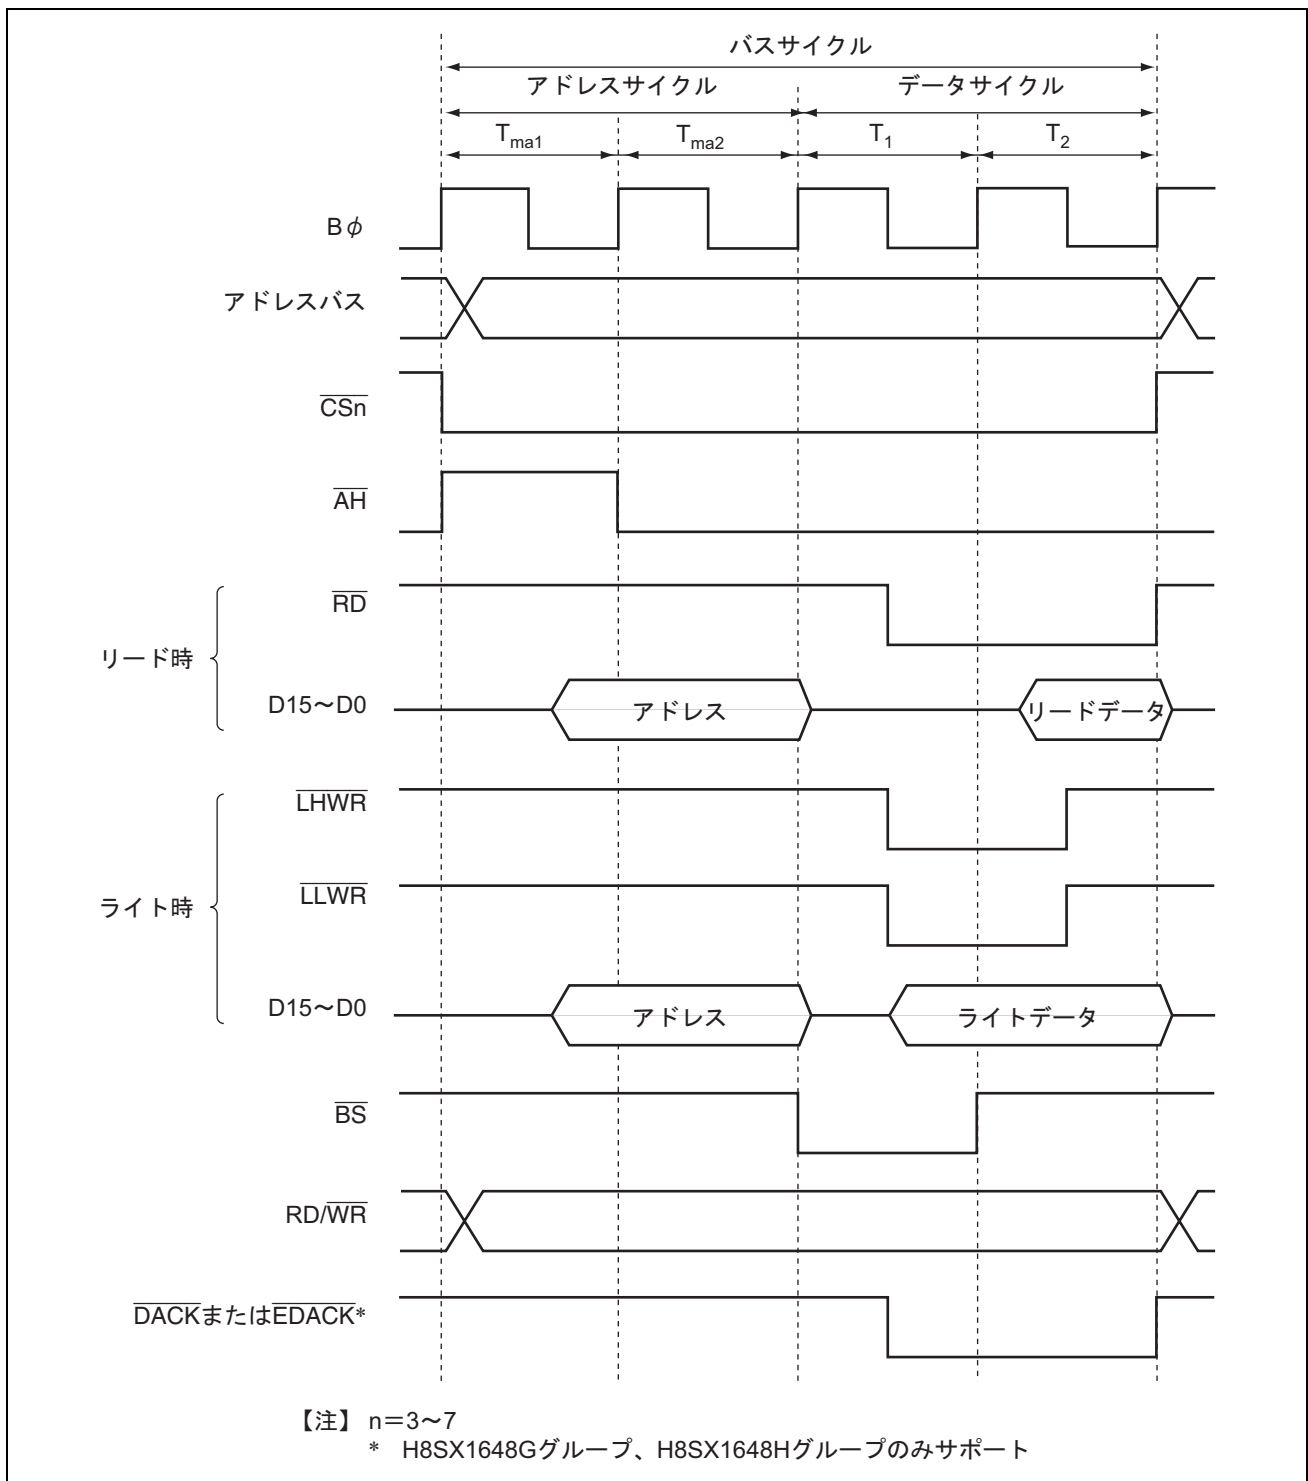 バスサイクル
アドレスサイクル データサイクル
Tma1 Tma2 T1 T2
Bφ
アドレスバス
CSn
AH
RD
リード時
D15～D0 アドレス リードデータ
LHWR
LLWR
ライト時
D15～D0 アドレス ライトデータ
BS
RD/WR
DACKまたはEDACK*
【注】 n＝3～7
* H8SX1648Gグループ、H8SX1648Hグループのみサポート